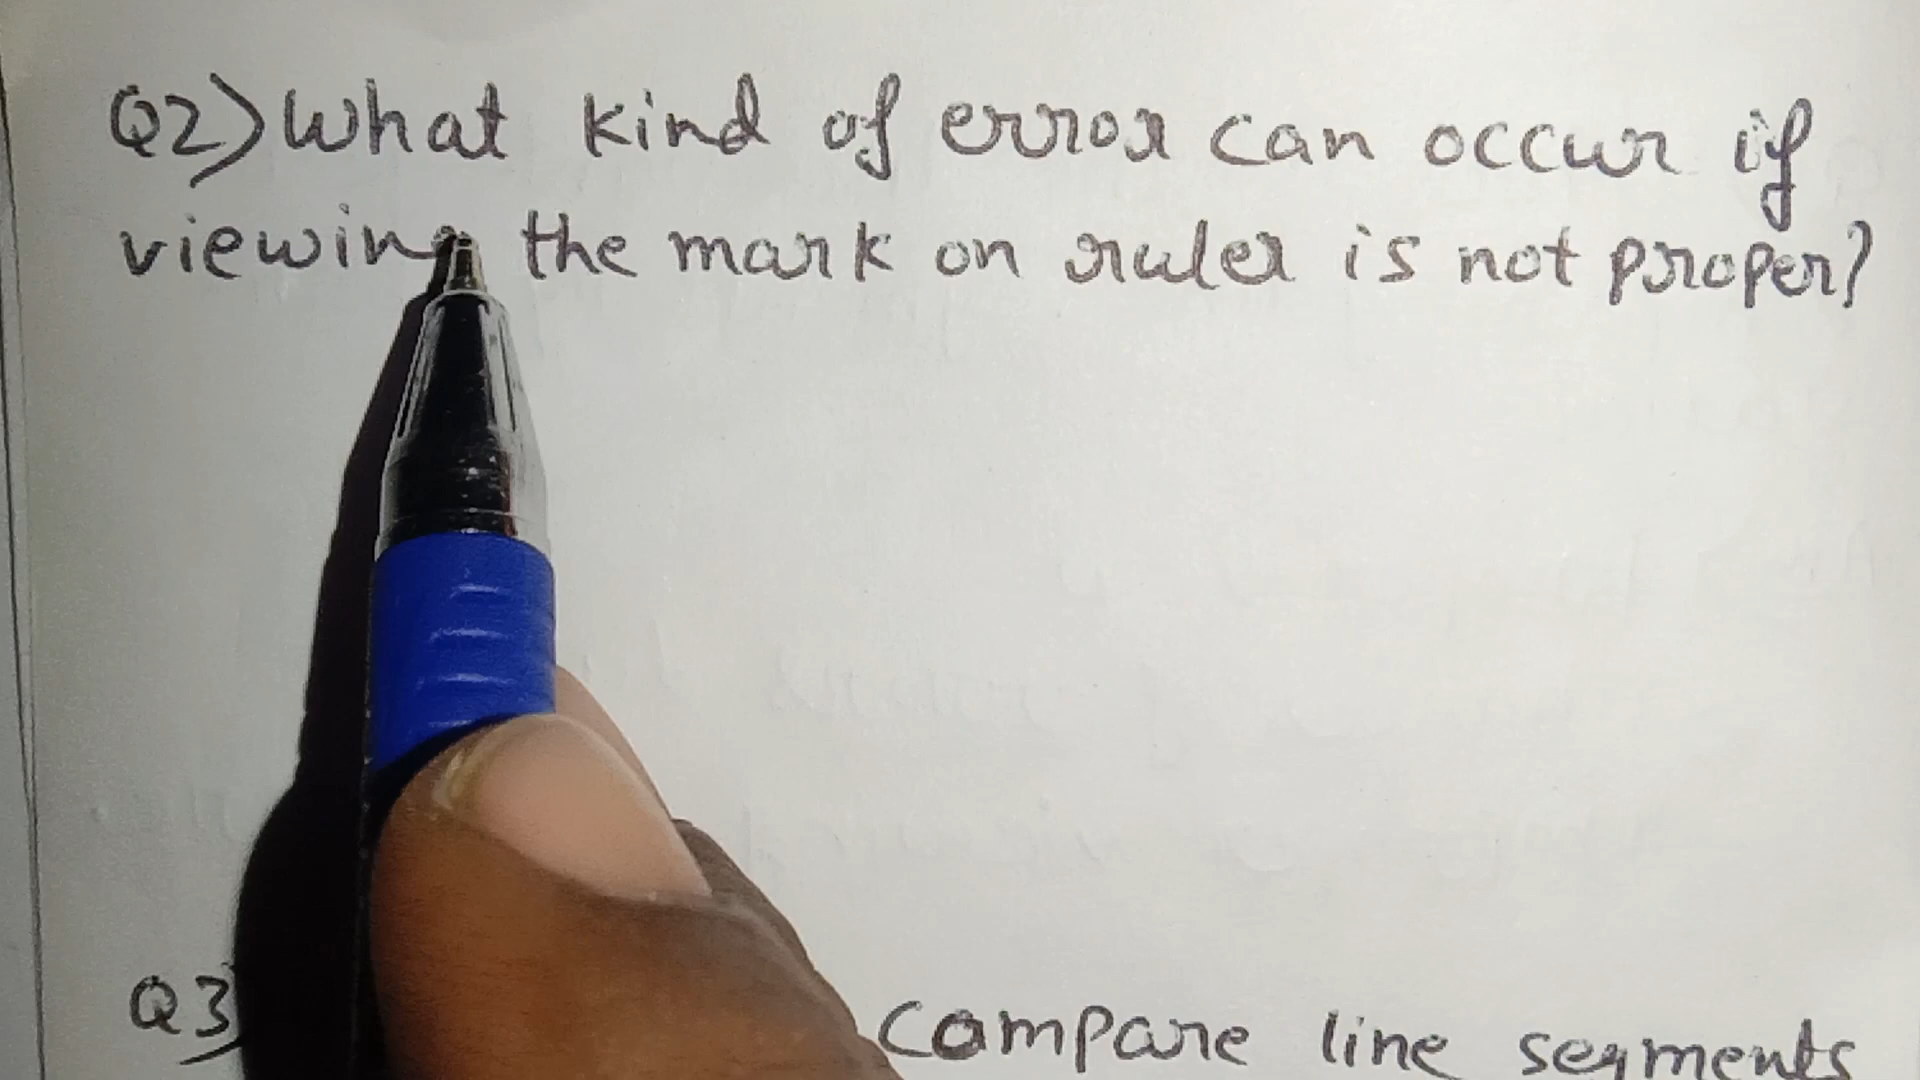 Q2) What kind of error can occur if
viewing the mark on ruler is not proper?
Q3 compare line segments